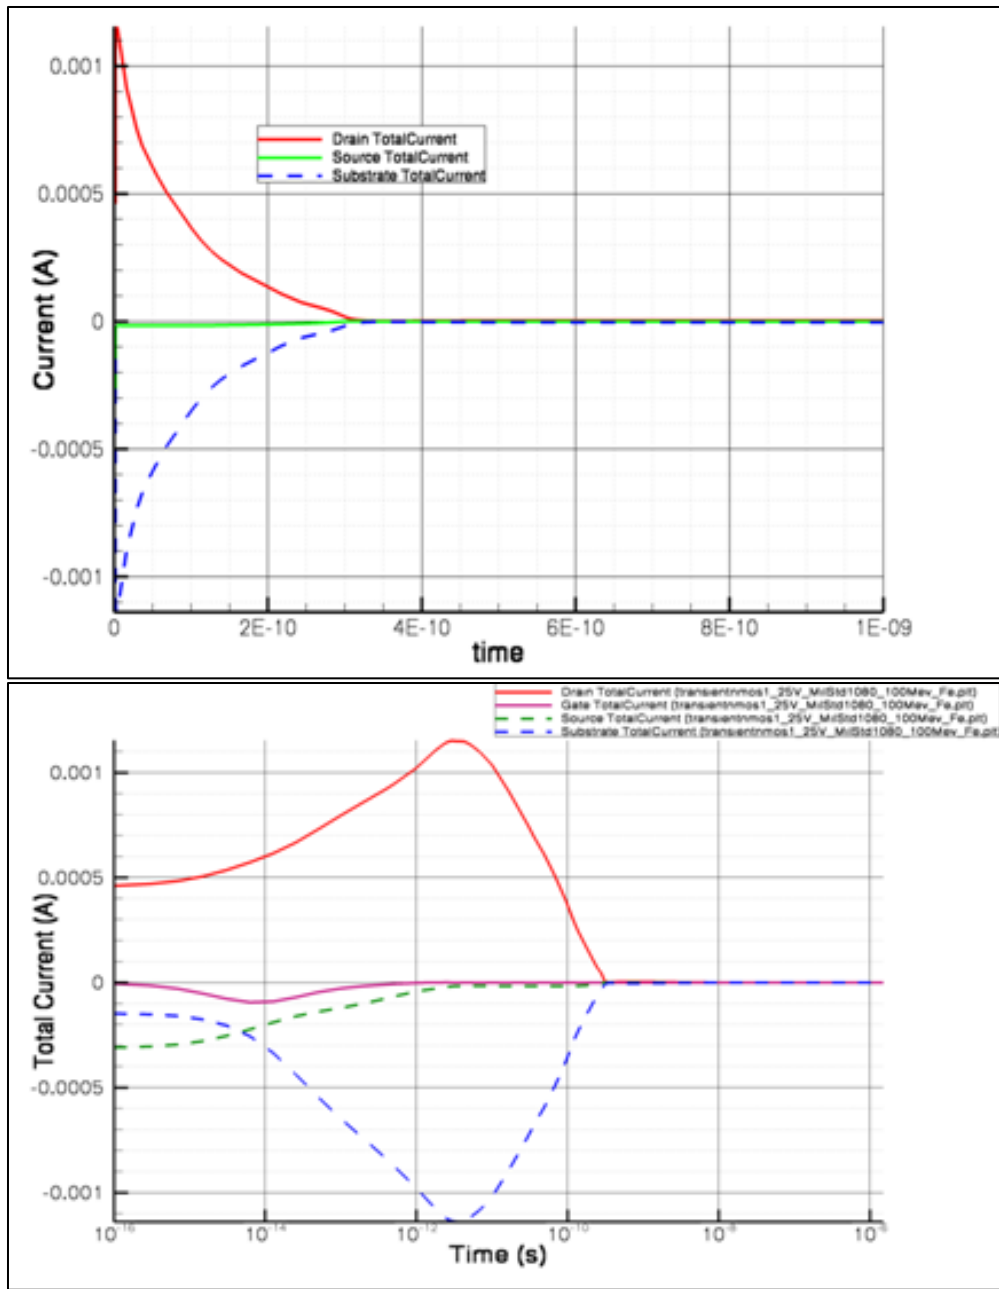 0.001
Drain TotalCurrent
Source TotalCurrent
Substrate TotalCurrent
0.0005
Current (A)
0
-0.0005
-0.001
0 2E-10 4E-10 6E-10 8E-10 1E-09
time
Drain TotalCurrent (transientnmos1_25V_MilStd1080_100Mev_Fe.plt)
Gate TotalCurrent (transientnmos1_25V_MilStd1080_100Mev_Fe.plt)
Source TotalCurrent (transientnmos1_25V_MilStd1080_100Mev_Fe.plt)
Substrate TotalCurrent (transientnmos1_25V_MilStd1080_100Mev_Fe.plt)
0.001
0.0005
Total Current (A)
0
-0.0005
-0.001
10⁻¹⁶ 10⁻¹⁴ 10⁻¹² 10⁻¹⁰
Time (s)